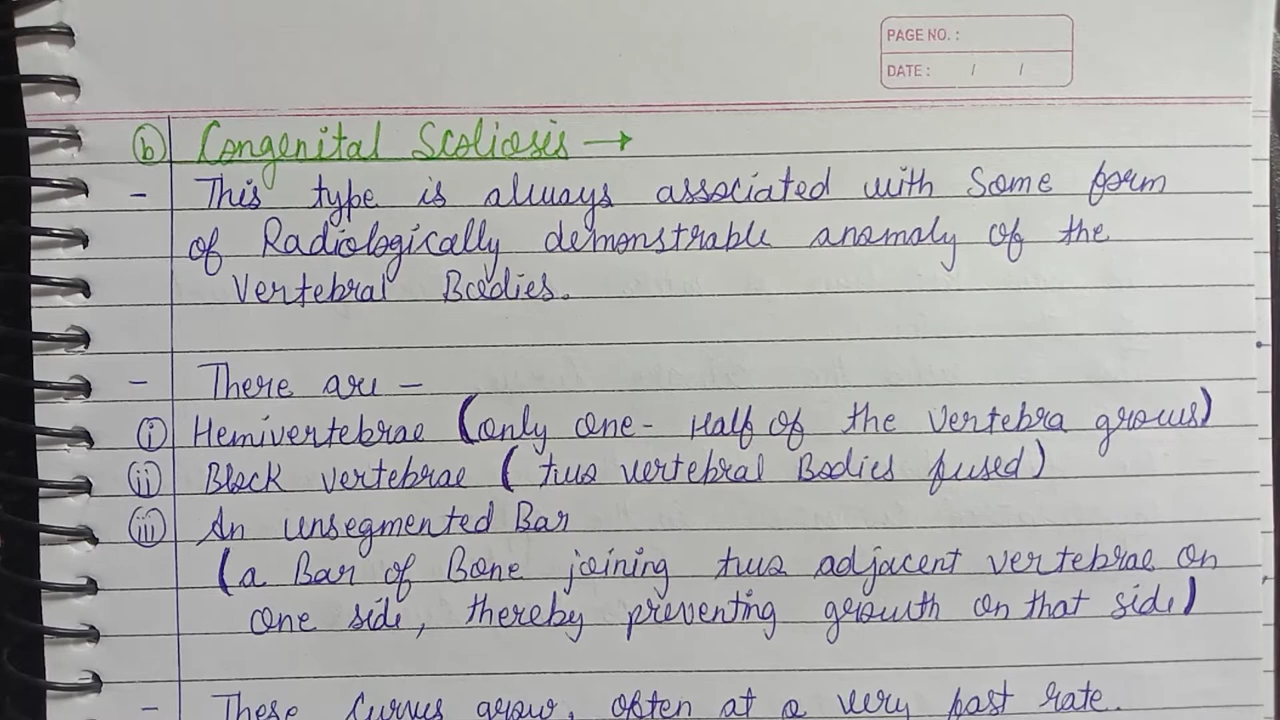 PAGE NO. :
DATE : / /
(b) Congenital Scoliosis →
- This type is always associated with Some form
of Radiologically demonstrable anomaly of the
Vertebral Bodies.
- There are -
(i) Hemivertebrae (only one-Half of the Vertebra grows)
(ii) Block vertebrae (two vertebral Bodies fused)
(iii) An unsegmented Bar
(a Bar of Bone joining two adjacent vertebrae on
one side, thereby preventing growth on that side)
- These Curves grow, often at a very fast rate.